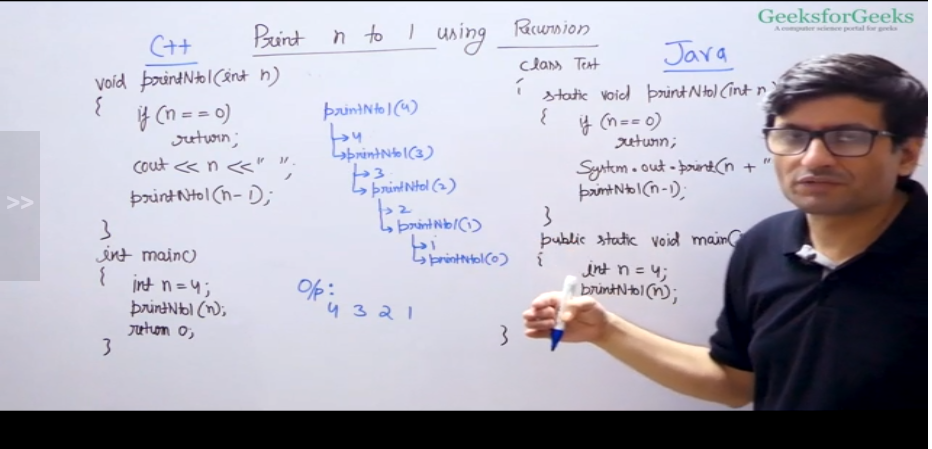 GeeksforGeeks
A computer science portal for geeks
Print n to 1 using Recursion
C++
void printNto1(int n)
{
if (n == 0)
return;
cout << n << " ";
printNto1(n-1);
}
int main()
{
int n = 4;
printNto1(n);
return 0;
}
printNto1(4)
→ 4
→ printNto1(3)
→ 3
→ printNto1(2)
→ 2
→ printNto1(1)
→ 1
→ printNto1(0)
O/p:
4 3 2 1
Java
class Test
{
static void printNto1(int n
{ if (n == 0)
return;
System.out.print(n + "
printNto1(n-1);
}
public static void main(
{
int n = 4;
printNto1(n);
}
>>